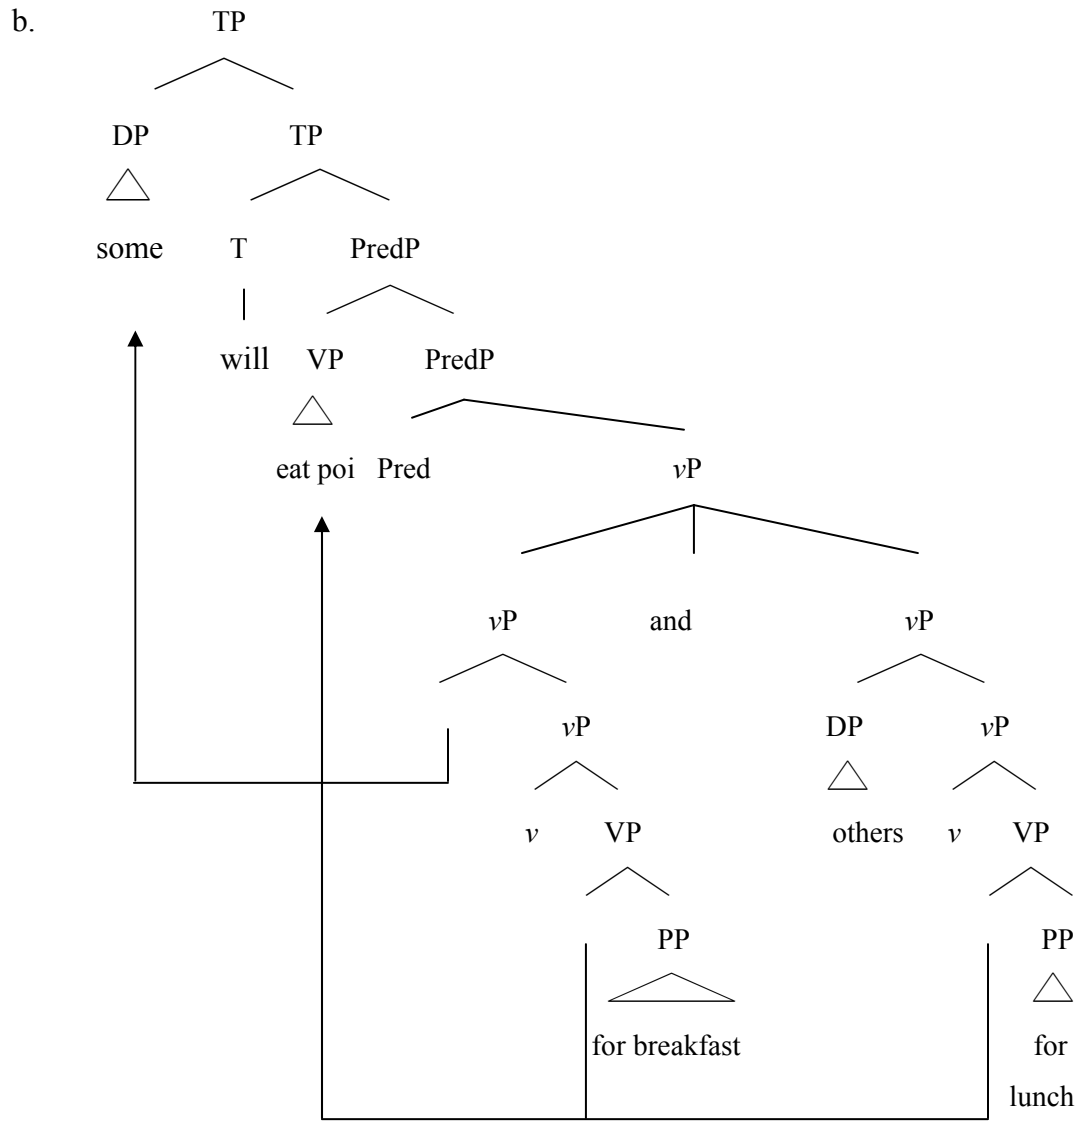 b. TP
DP TP
some T PredP
will VP PredP
eat poi Pred vP
vP and vP
vP DP vP
v VP others v VP
PP PP
for breakfast for
lunch